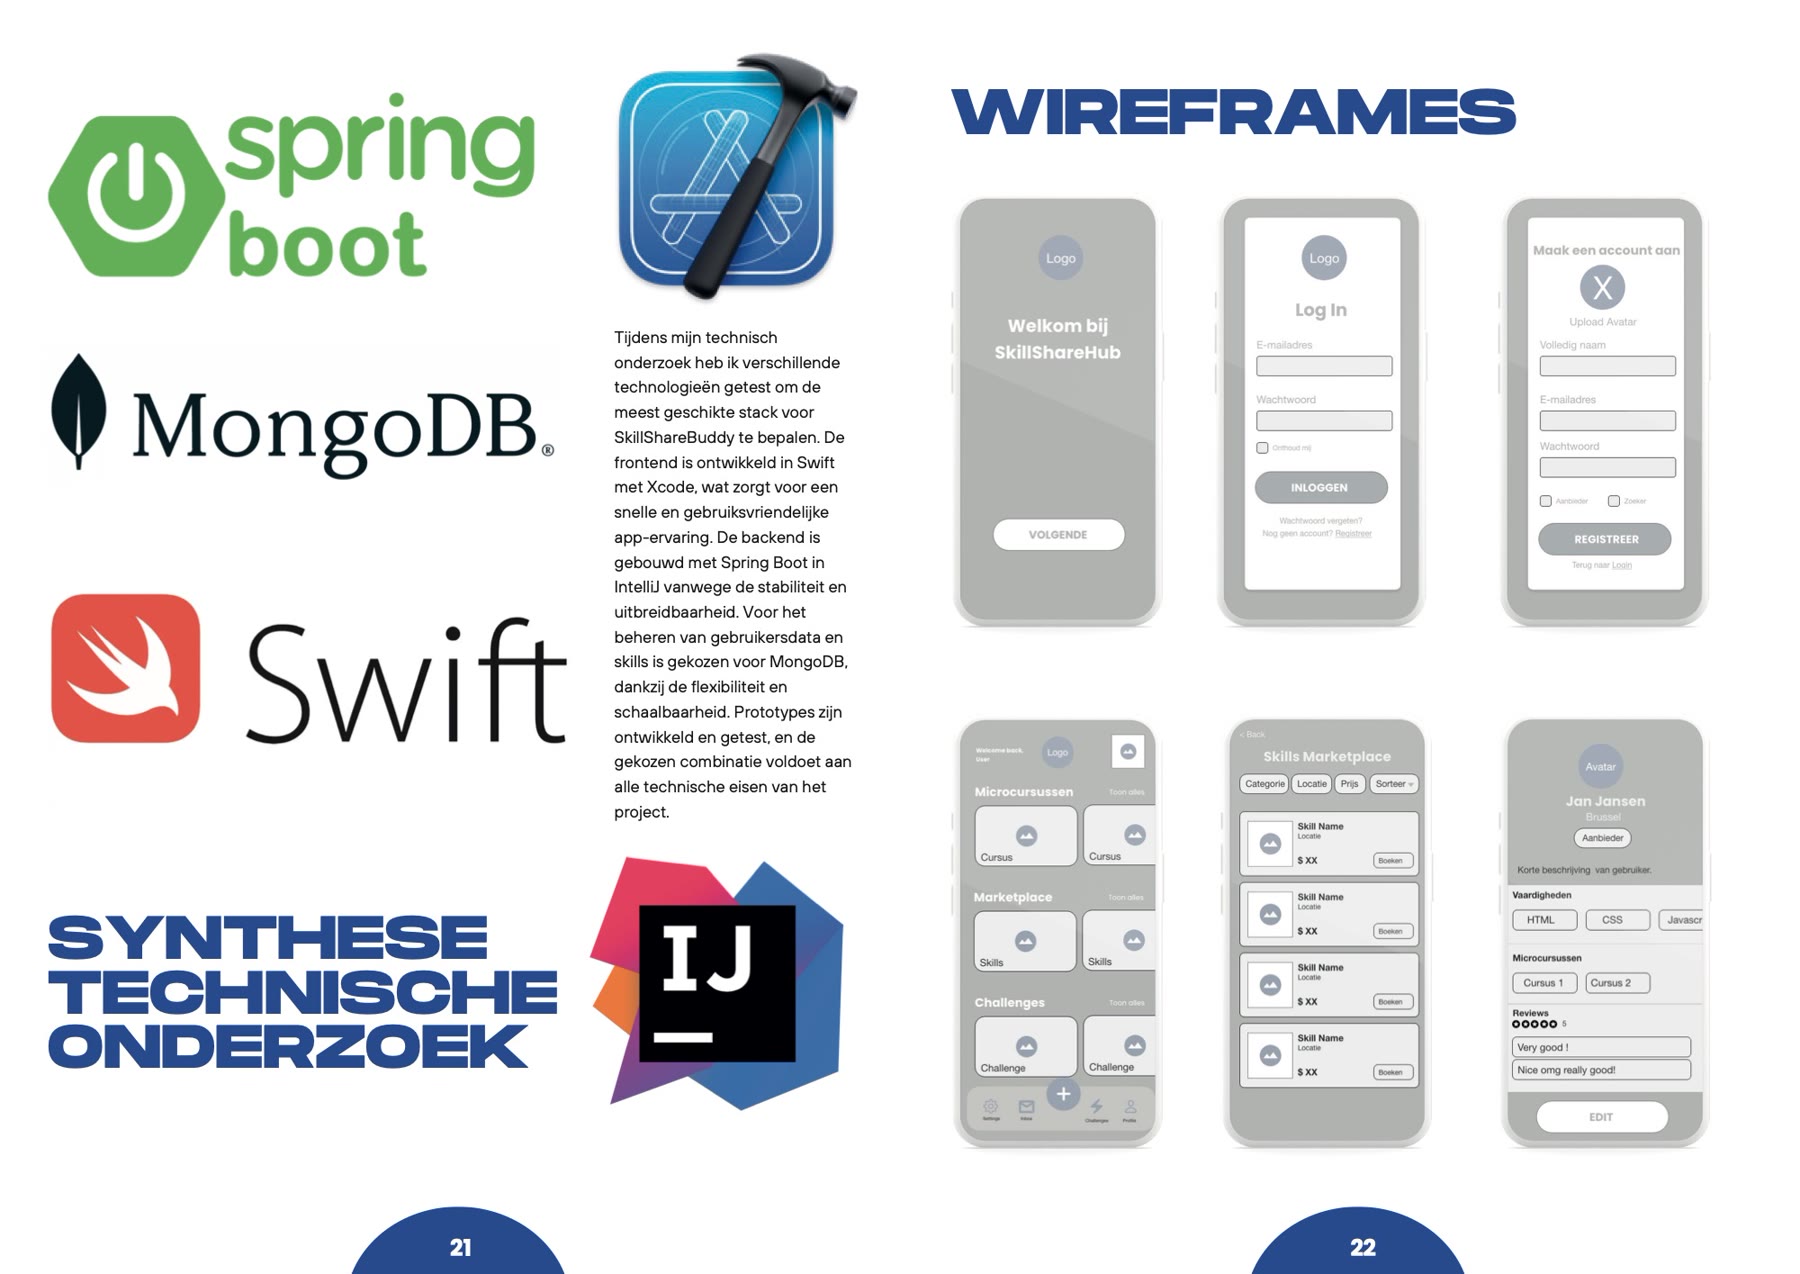 spring
boot
MongoDB®
Swift
SYNTHESE
TECHNISCHE
ONDERZOEK
Tijdens mijn technisch
onderzoek heb ik verschillende
technologieën getest om de
meest geschikte stack voor
SkillShareBuddy te bepalen. De
frontend is ontwikkeld in Swift
met Xcode, wat zorgt voor een
snelle en gebruiksvriendelijke
app-ervaring. De backend is
gebouwd met Spring Boot in
IntelliJ vanwege de stabiliteit en
uitbreidbaarheid. Voor het
beheren van gebruikersdata en
skills is gekozen voor MongoDB,
dankzij de flexibiliteit en
schaalbaarheid. Prototypes zijn
ontwikkeld en getest, en de
gekozen combinatie voldoet aan
alle technische eisen van het
project.
IJ
21
WIREFRAMES
Logo
Welkom bij
SkillShareHub
VOLGENDE
Logo
Log In
E-mailadres
Wachtwoord
Onthoud mij
INLOGGEN
Wachtwoord vergeten?
Nog geen account? Registreer
Maak een account aan
X
Upload Avatar
Volledig naam
E-mailadres
Wachtwoord
Aanbieder Zoeker
REGISTREER
Terug naar Login
Welcome back,
User
Logo
Microcursussen Toon alles
Cursus Cursus
Marketplace Toon alles
Skills Skills
Challenges Toon alles
Challenge Challenge
+
Settings Inbox Challenges Profile
< Back
Skills Marketplace
Categorie Locatie Prijs Sorteer
Skill Name
Locatie
$ XX Boeken
Skill Name
Locatie
$ XX Boeken
Skill Name
Locatie
$ XX Boeken
Skill Name
Locatie
$ XX Boeken
Avatar
Jan Jansen
Brussel
Aanbieder
Korte beschrijving van gebruiker.
Vaardigheden
HTML CSS Javascr
Microcursussen
Cursus 1 Cursus 2
Reviews
5
Very good !
Nice omg really good!
EDIT
22